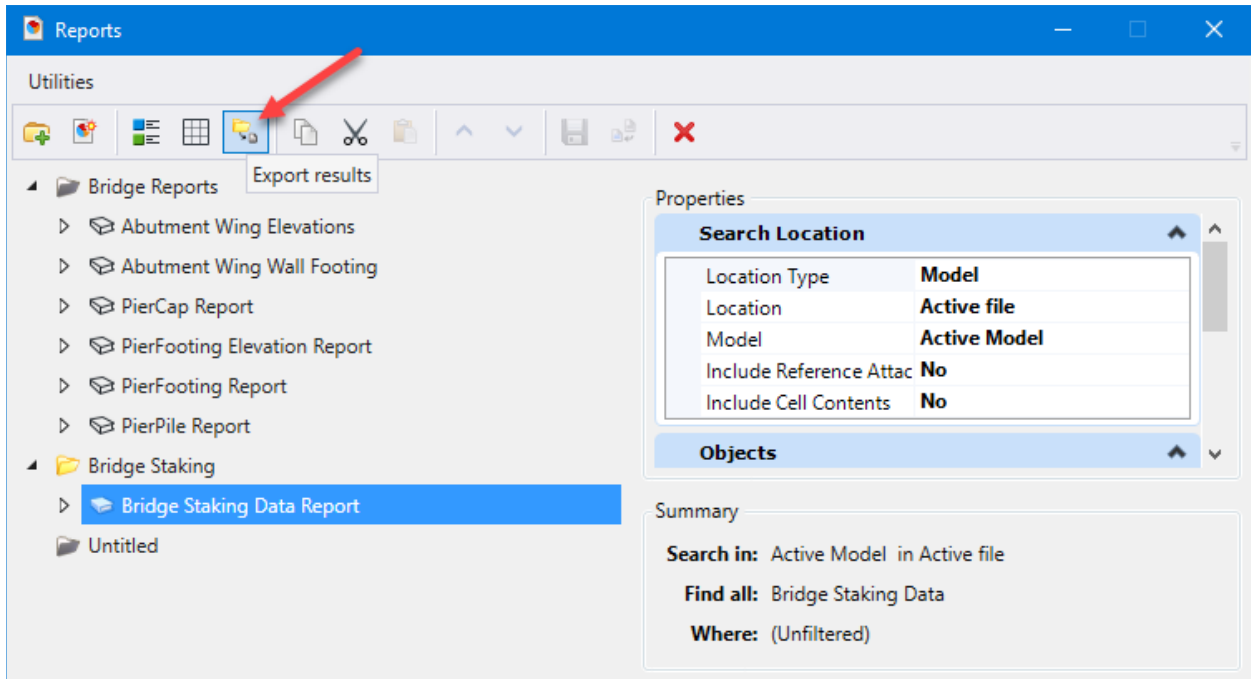 Reports
Utilities
Export results
Bridge Reports
Abutment Wing Elevations
Abutment Wing Wall Footing
PierCap Report
PierFooting Elevation Report
PierFooting Report
PierPile Report
Bridge Staking
Bridge Staking Data Report
Untitled
Properties
Search Location
Location Type Model
Location Active file
Model Active Model
Include Reference Attac No
Include Cell Contents No
Objects
Summary
Search in: Active Model in Active file
Find all: Bridge Staking Data
Where: (Unfiltered)